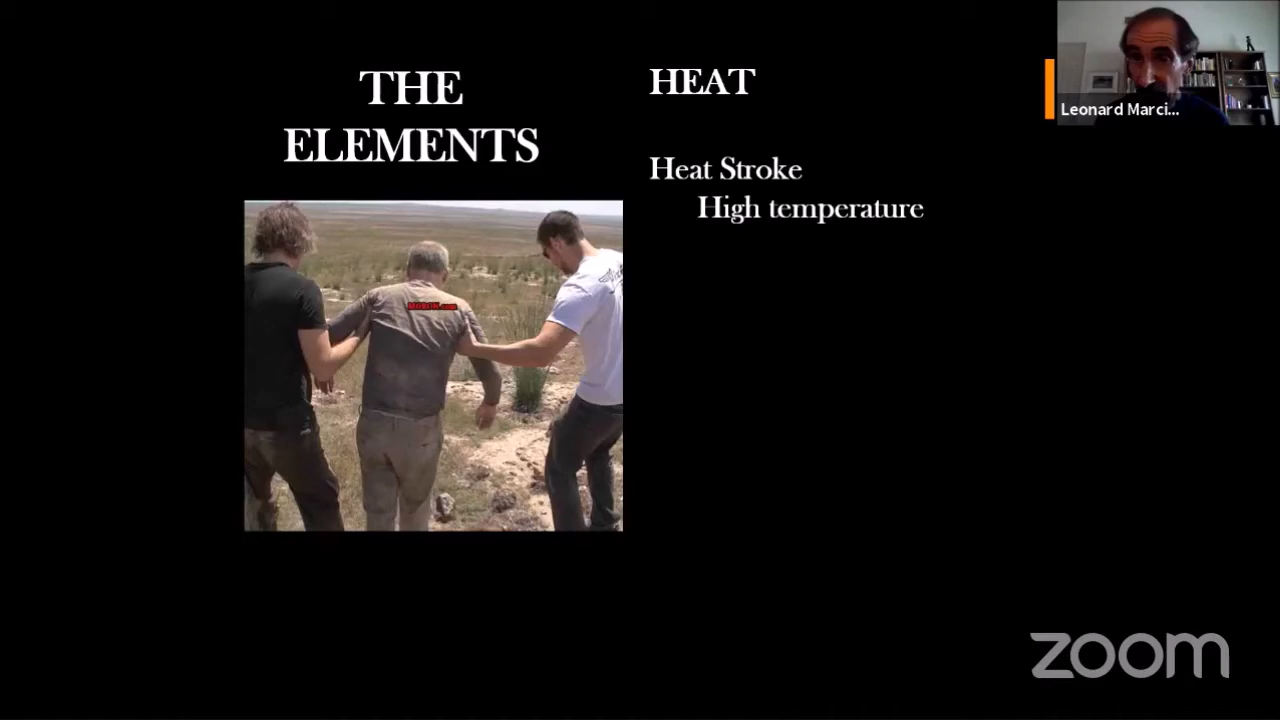 THE
ELEMENTS
HEAT
Heat Stroke
High temperature
Leonard Marci...
zoom